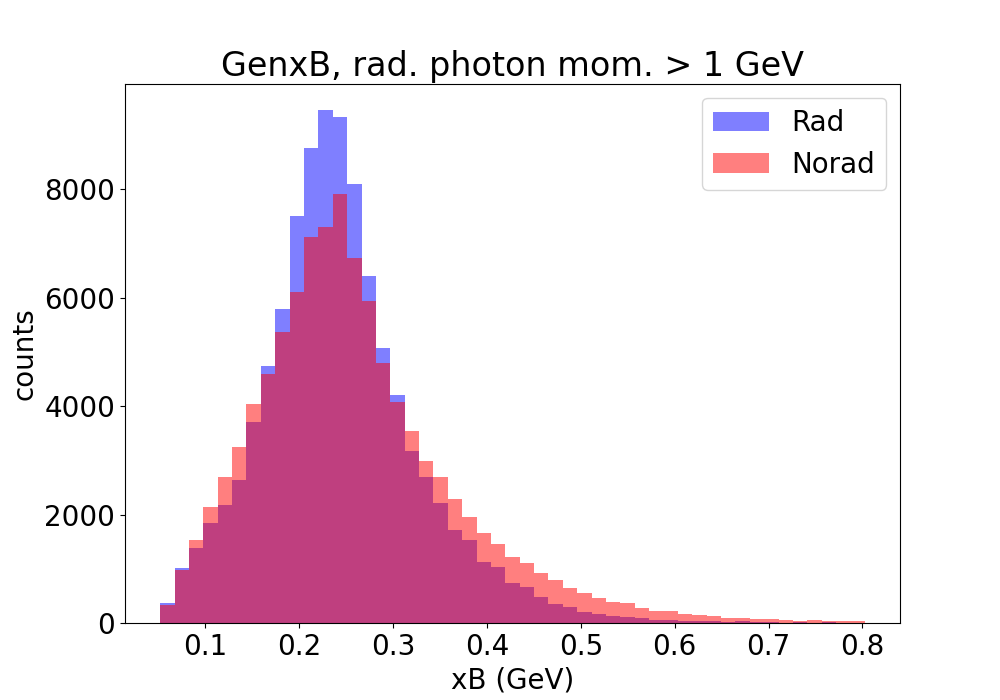 GenxB, rad. photon mom. > 1 GeV
Rad
Norad
counts
8000
6000
4000
2000
0
0.1 0.2 0.3 0.4 0.5 0.6 0.7 0.8
xB (GeV)